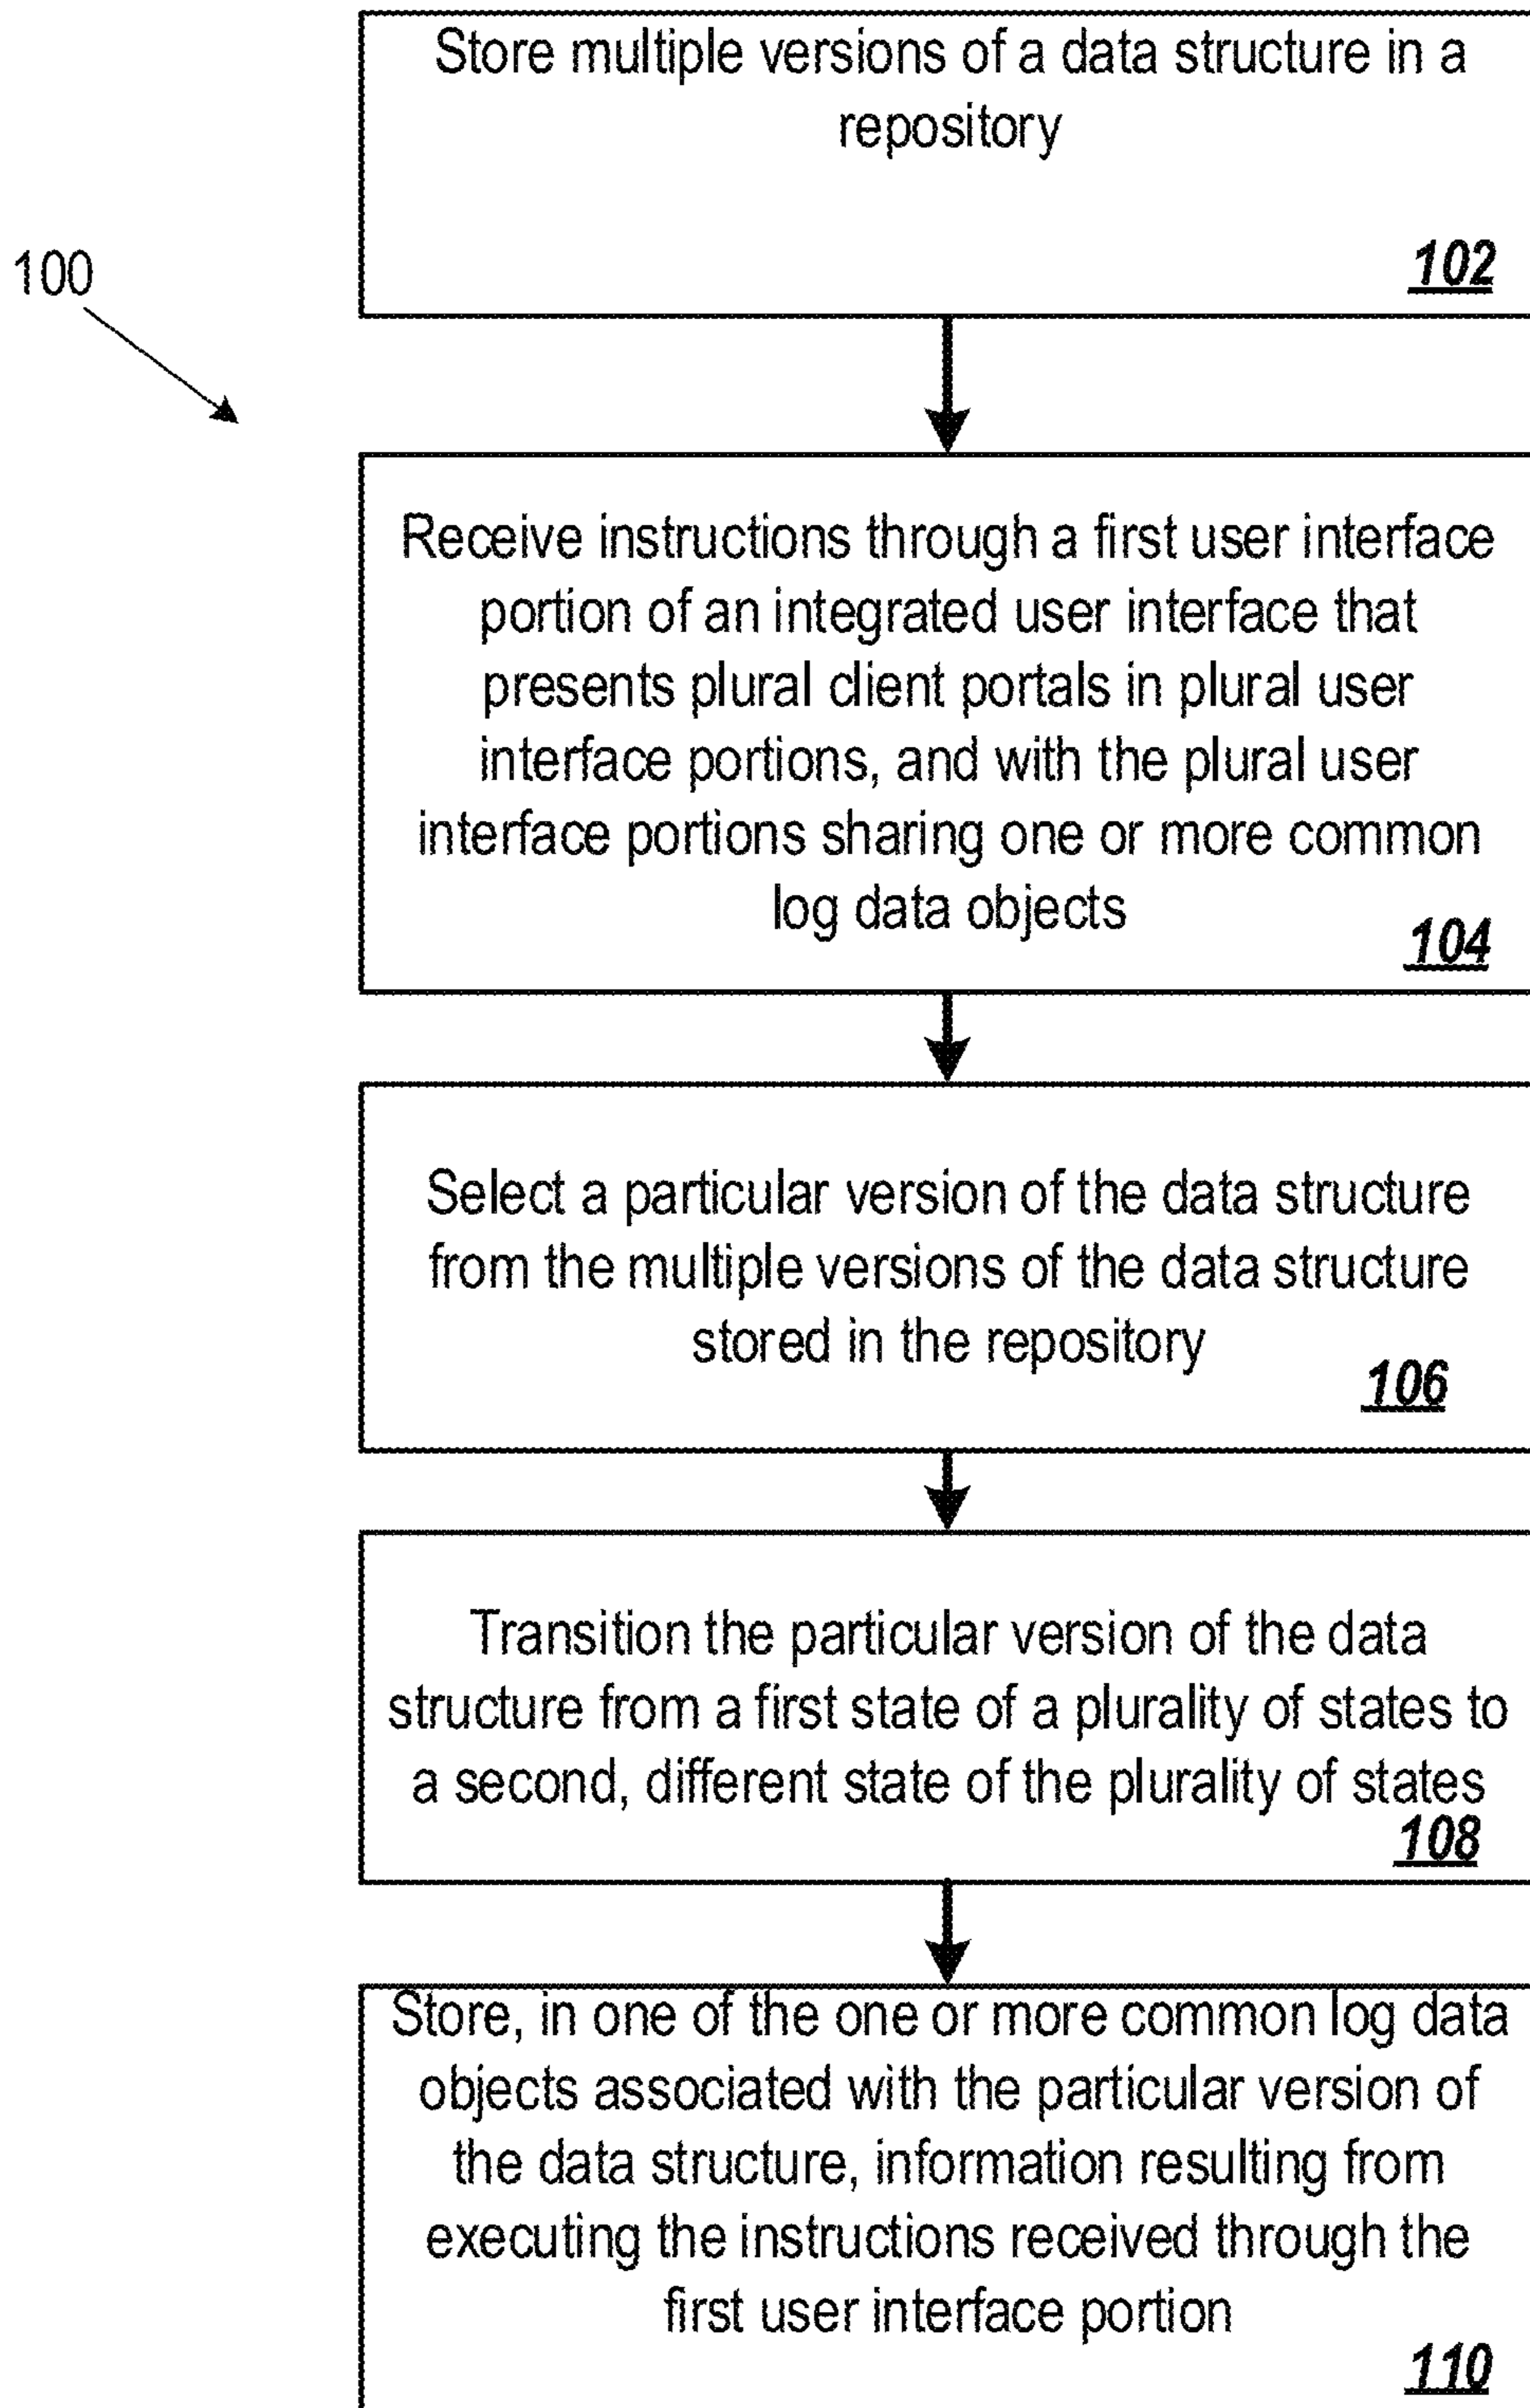 Store multiple versions of a data structure in a
repository
102
100
Receive instructions through a first user interface
portion of an integrated user interface that
presents plural client portals in plural user
interface portions, and with the plural user
interface portions sharing one or more common
log data objects
104
Select a particular version of the data structure
from the multiple versions of the data structure
stored in the repository
106
Transition the particular version of the data
structure from a first state of a plurality of states to
a second, different state of the plurality of states
108
Store, in one of the one or more common log data
objects associated with the particular version of
the data structure, information resulting from
executing the instructions received through the
first user interface portion
110